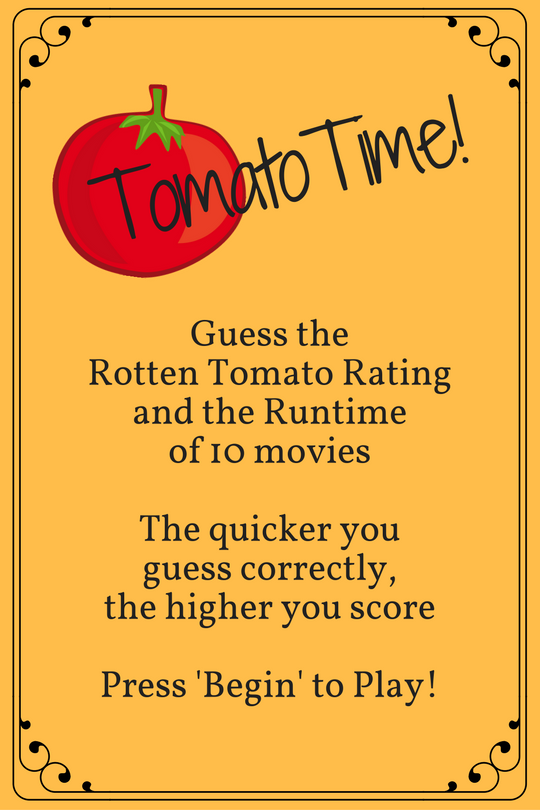 Tomato Time!
Guess the
Rotten Tomato Rating
and the Runtime
of 10 movies
The quicker you
guess correctly,
the higher you score
Press 'Begin' to Play!